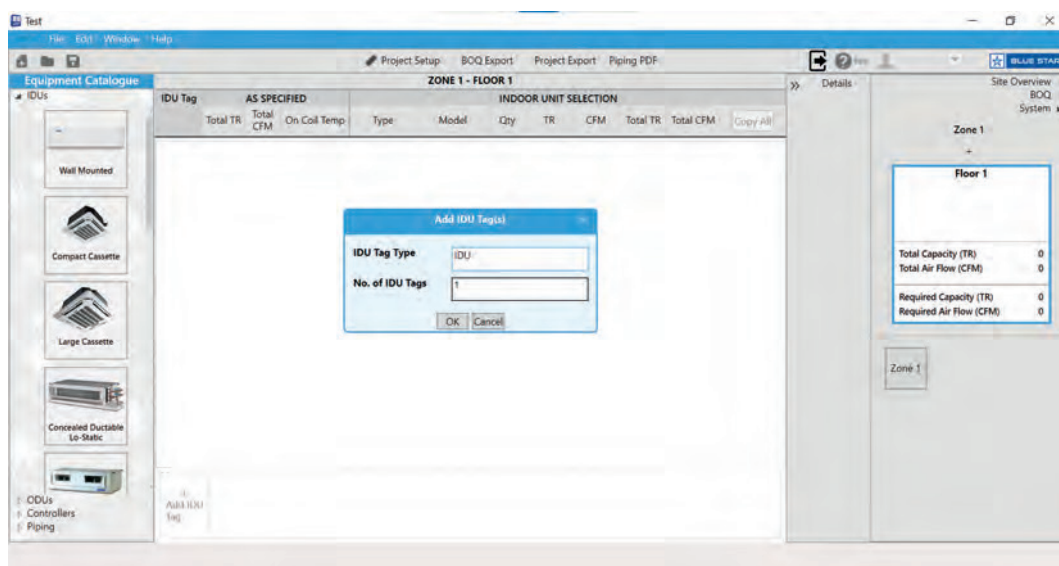 Test
File Edit Window Help
Project Setup BOQ Export Project Export Piping PDF
BLUE STAR
Equipment Catalogue
IDUs
Wall Mounted
Compact Cassette
Large Cassette
Concealed Ductable
Lo-Static
ODUs
Controllers
Piping
ZONE 1 - FLOOR 1
IDU Tag AS SPECIFIED INDOOR UNIT SELECTION
Total TR Total CFM On Coil Temp Type Model Qty TR CFM Total TR Total CFM Copy All
Add IDU Tag(s)
IDU Tag Type IDU
No. of IDU Tags 1
OK Cancel
+
Add IDU
Tag
>> Details
Site Overview
BOQ
System
Zone 1
+
Floor 1
Total Capacity (TR) 0
Total Air Flow (CFM) 0
Required Capacity (TR) 0
Required Air Flow (CFM) 0
Zone 1